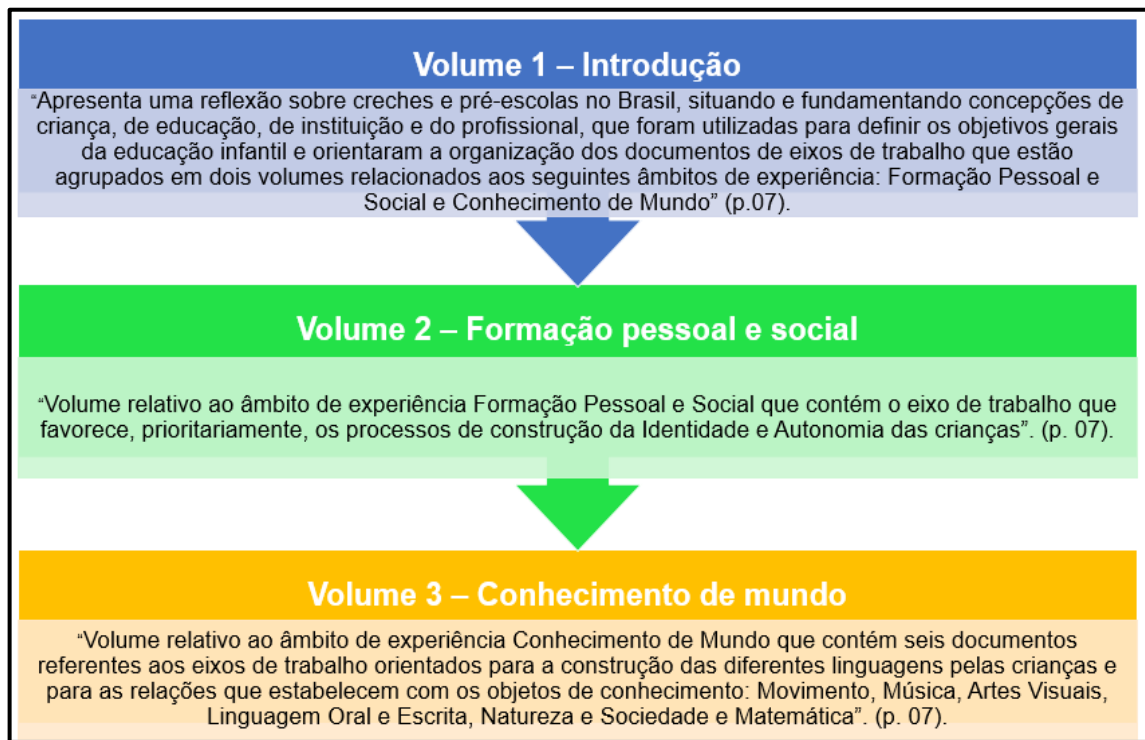 Volume 1 – Introdução
“Apresenta uma reflexão sobre creches e pré-escolas no Brasil, situando e fundamentando concepções de
criança, de educação, de instituição e do profissional, que foram utilizadas para definir os objetivos gerais
da educação infantil e orientaram a organização dos documentos de eixos de trabalho que estão
agrupados em dois volumes relacionados aos seguintes âmbitos de experiência: Formação Pessoal e
Social e Conhecimento de Mundo” (p.07).
Volume 2 – Formação pessoal e social
“Volume relativo ao âmbito de experiência Formação Pessoal e Social que contém o eixo de trabalho que
favorece, prioritariamente, os processos de construção da Identidade e Autonomia das crianças”. (p. 07).
Volume 3 – Conhecimento de mundo
“Volume relativo ao âmbito de experiência Conhecimento de Mundo que contém seis documentos
referentes aos eixos de trabalho orientados para a construção das diferentes linguagens pelas crianças e
para as relações que estabelecem com os objetos de conhecimento: Movimento, Música, Artes Visuais,
Linguagem Oral e Escrita, Natureza e Sociedade e Matemática”. (p. 07).